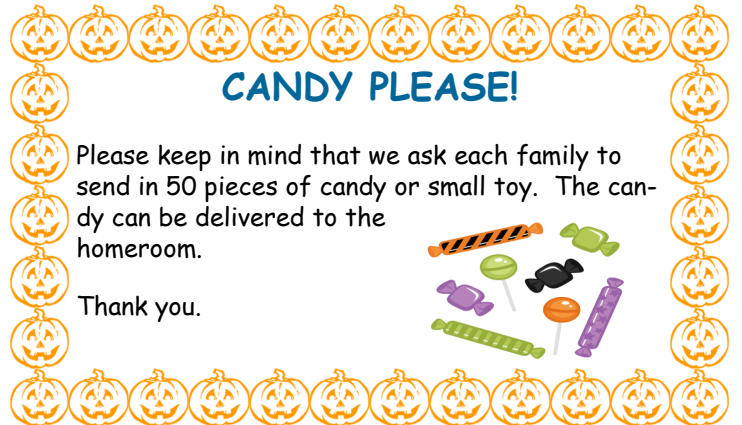 CANDY PLEASE!
Please keep in mind that we ask each family to
send in 50 pieces of candy or small toy.  The can-
dy can be delivered to the
homeroom.
Thank you.